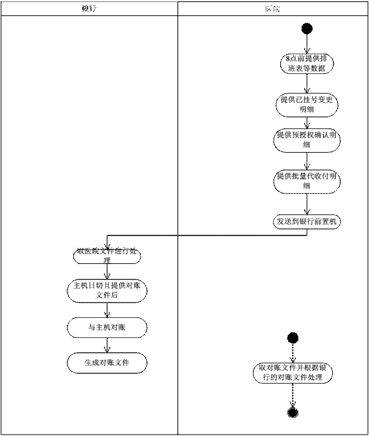 银行
医院
8点前提供排
班表等数据
提供已挂号变更
明细
提供预授权确认明
细
提供批量代收付明
细
发送到银行前置机
取医院文件进行处
理
主机日切且提供对账
文件后
与主机对账
生成对账文件
取对账文件并根据银
行的对账文件处理